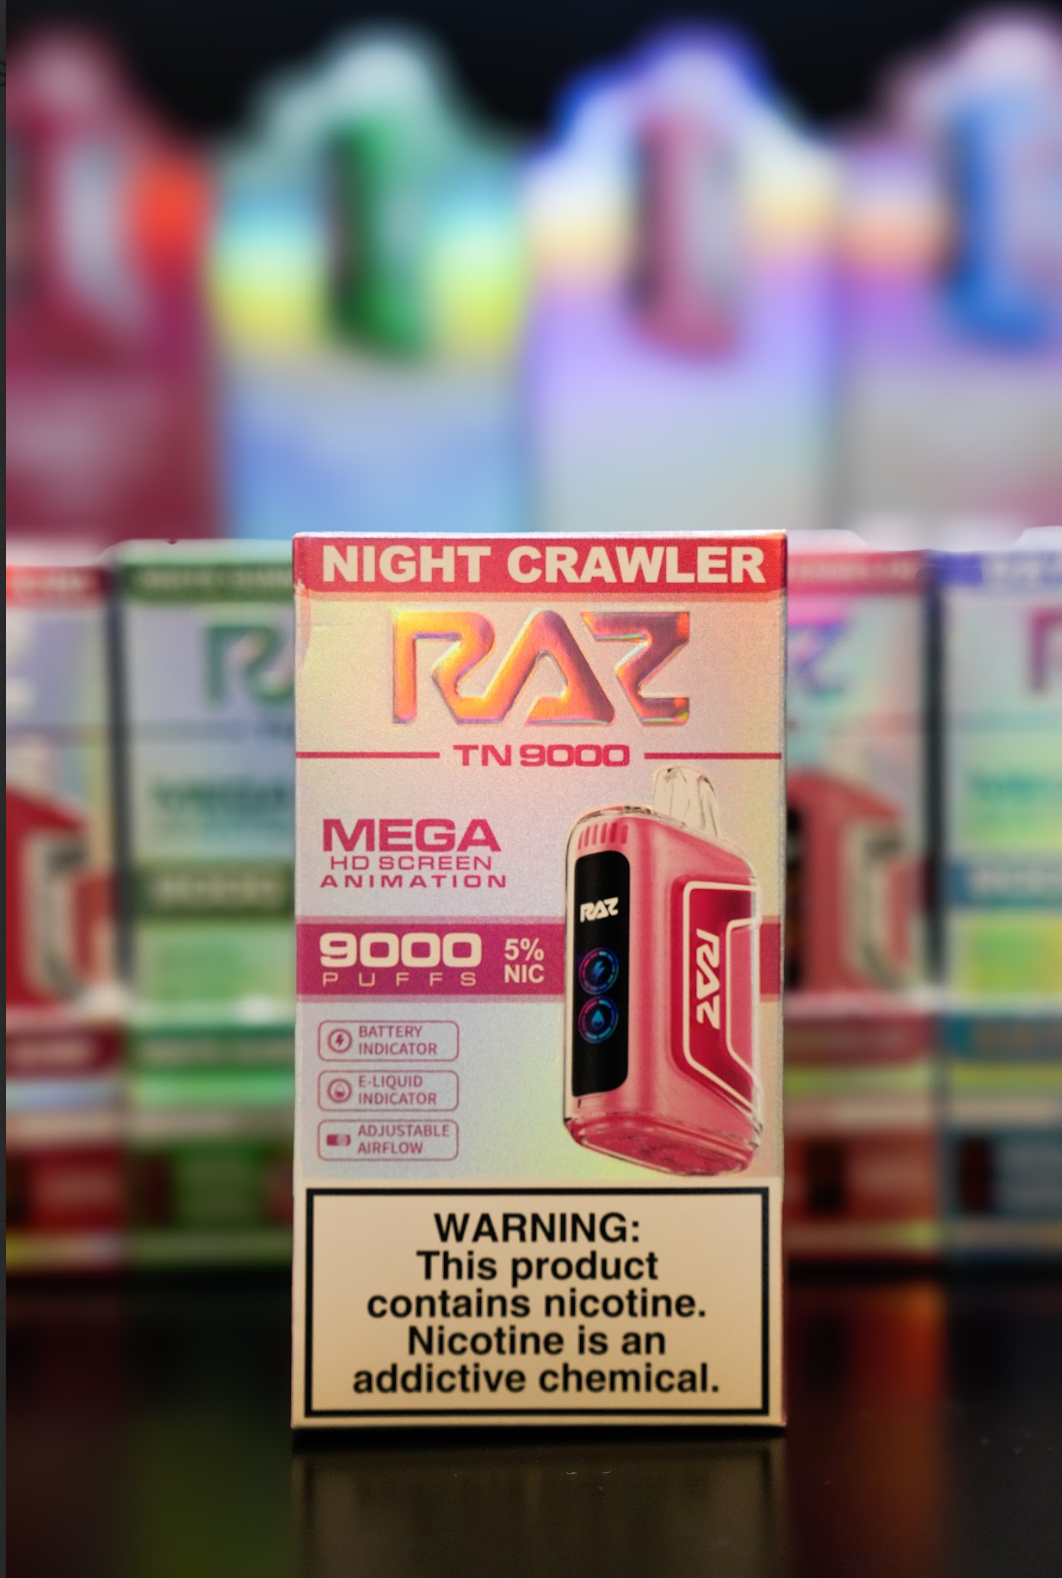 NIGHT CRAWLER
RAZ
TN 9000
MEGA
HD SCREEN
ANIMATION
9000
PUFFS
5%
NIC
RAZ
RAZ
BATTERY
INDICATOR
E-LIQUID
INDICATOR
ADJUSTABLE
AIRFLOW
WARNING:
This product
contains nicotine.
Nicotine is an
addictive chemical.